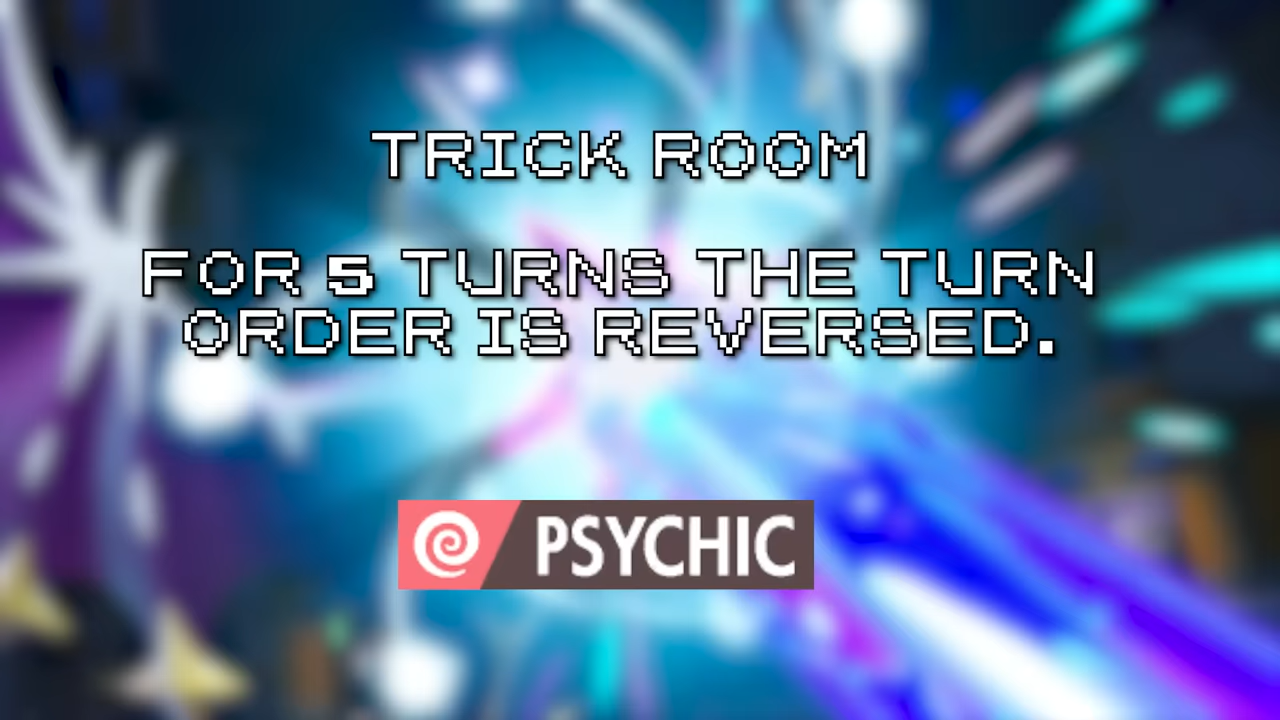 TRICK ROOM
FOR 5 TURNS THE TURN
ORDER IS REVERSED.
PSYCHIC